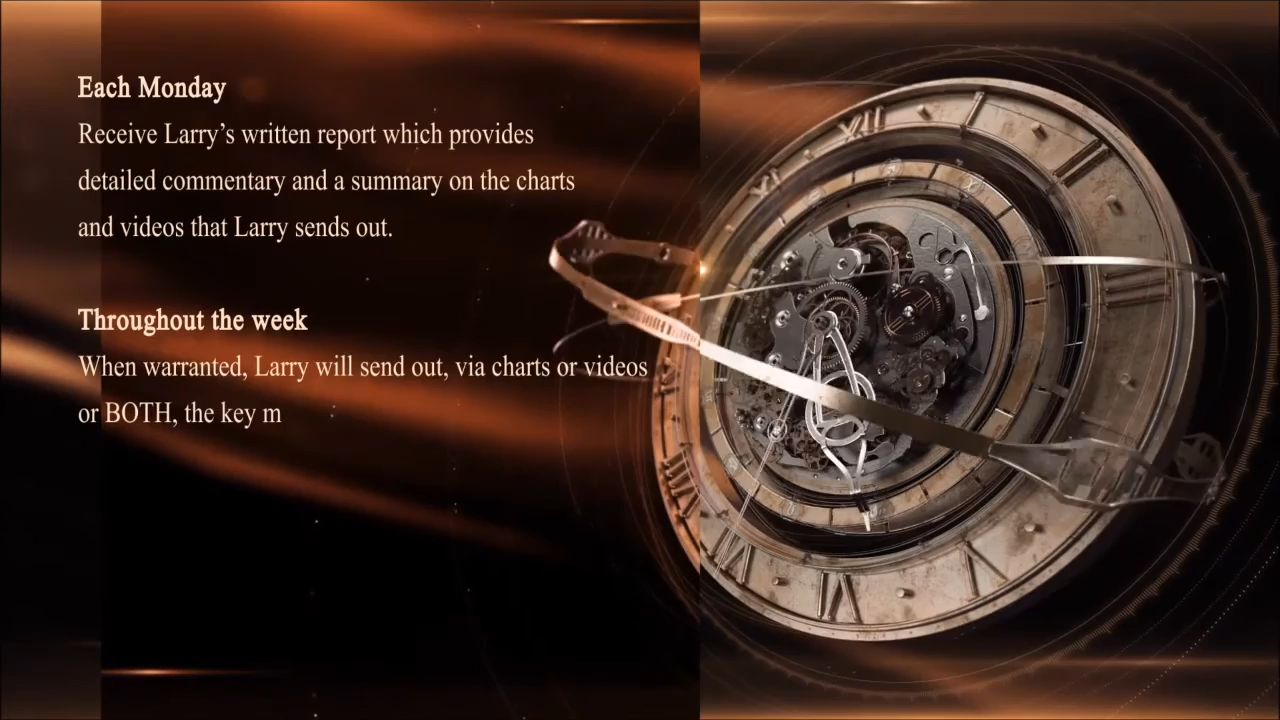 Each Monday
Receive Larry’s written report which provides
detailed commentary and a summary on the charts
and videos that Larry sends out.
Throughout the week
When warranted, Larry will send out, via charts or videos
or BOTH, the key m